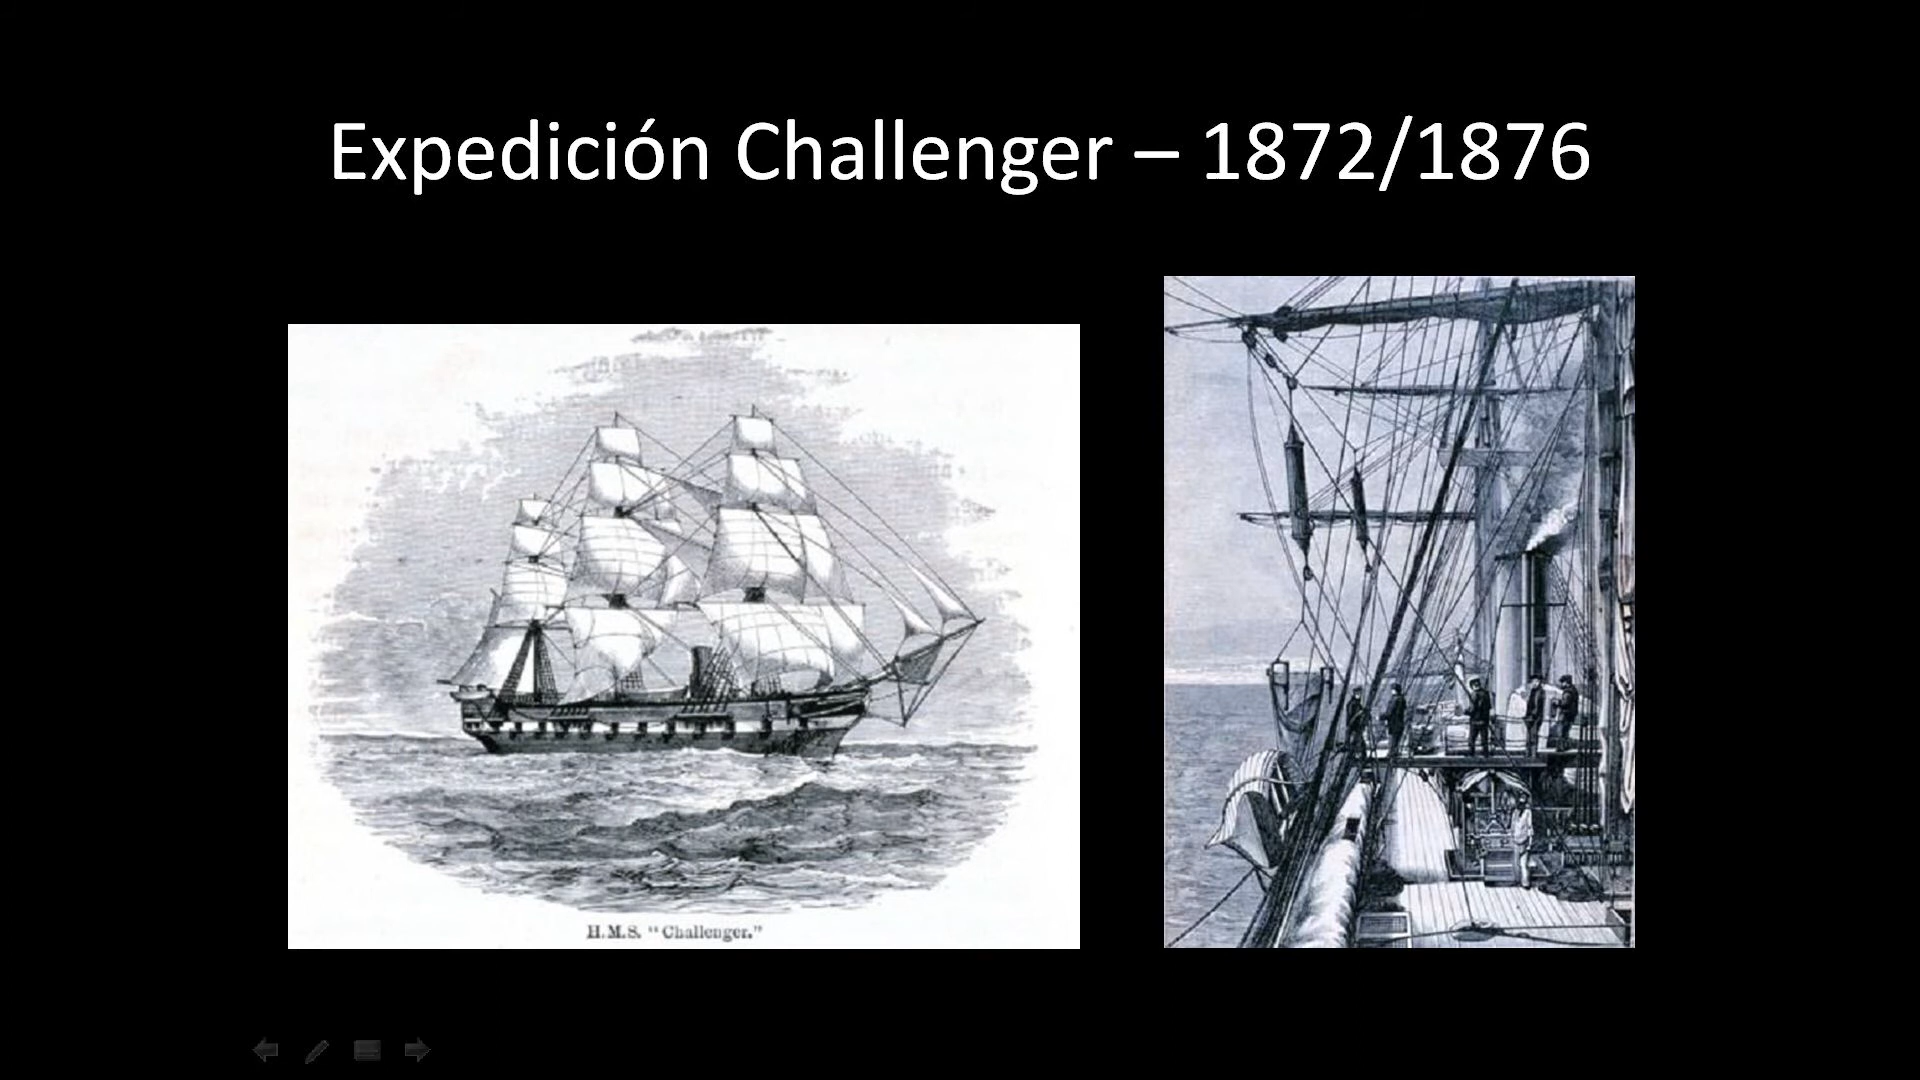 Expedición Challenger – 1872/1876
H.M.S. "Challenger."